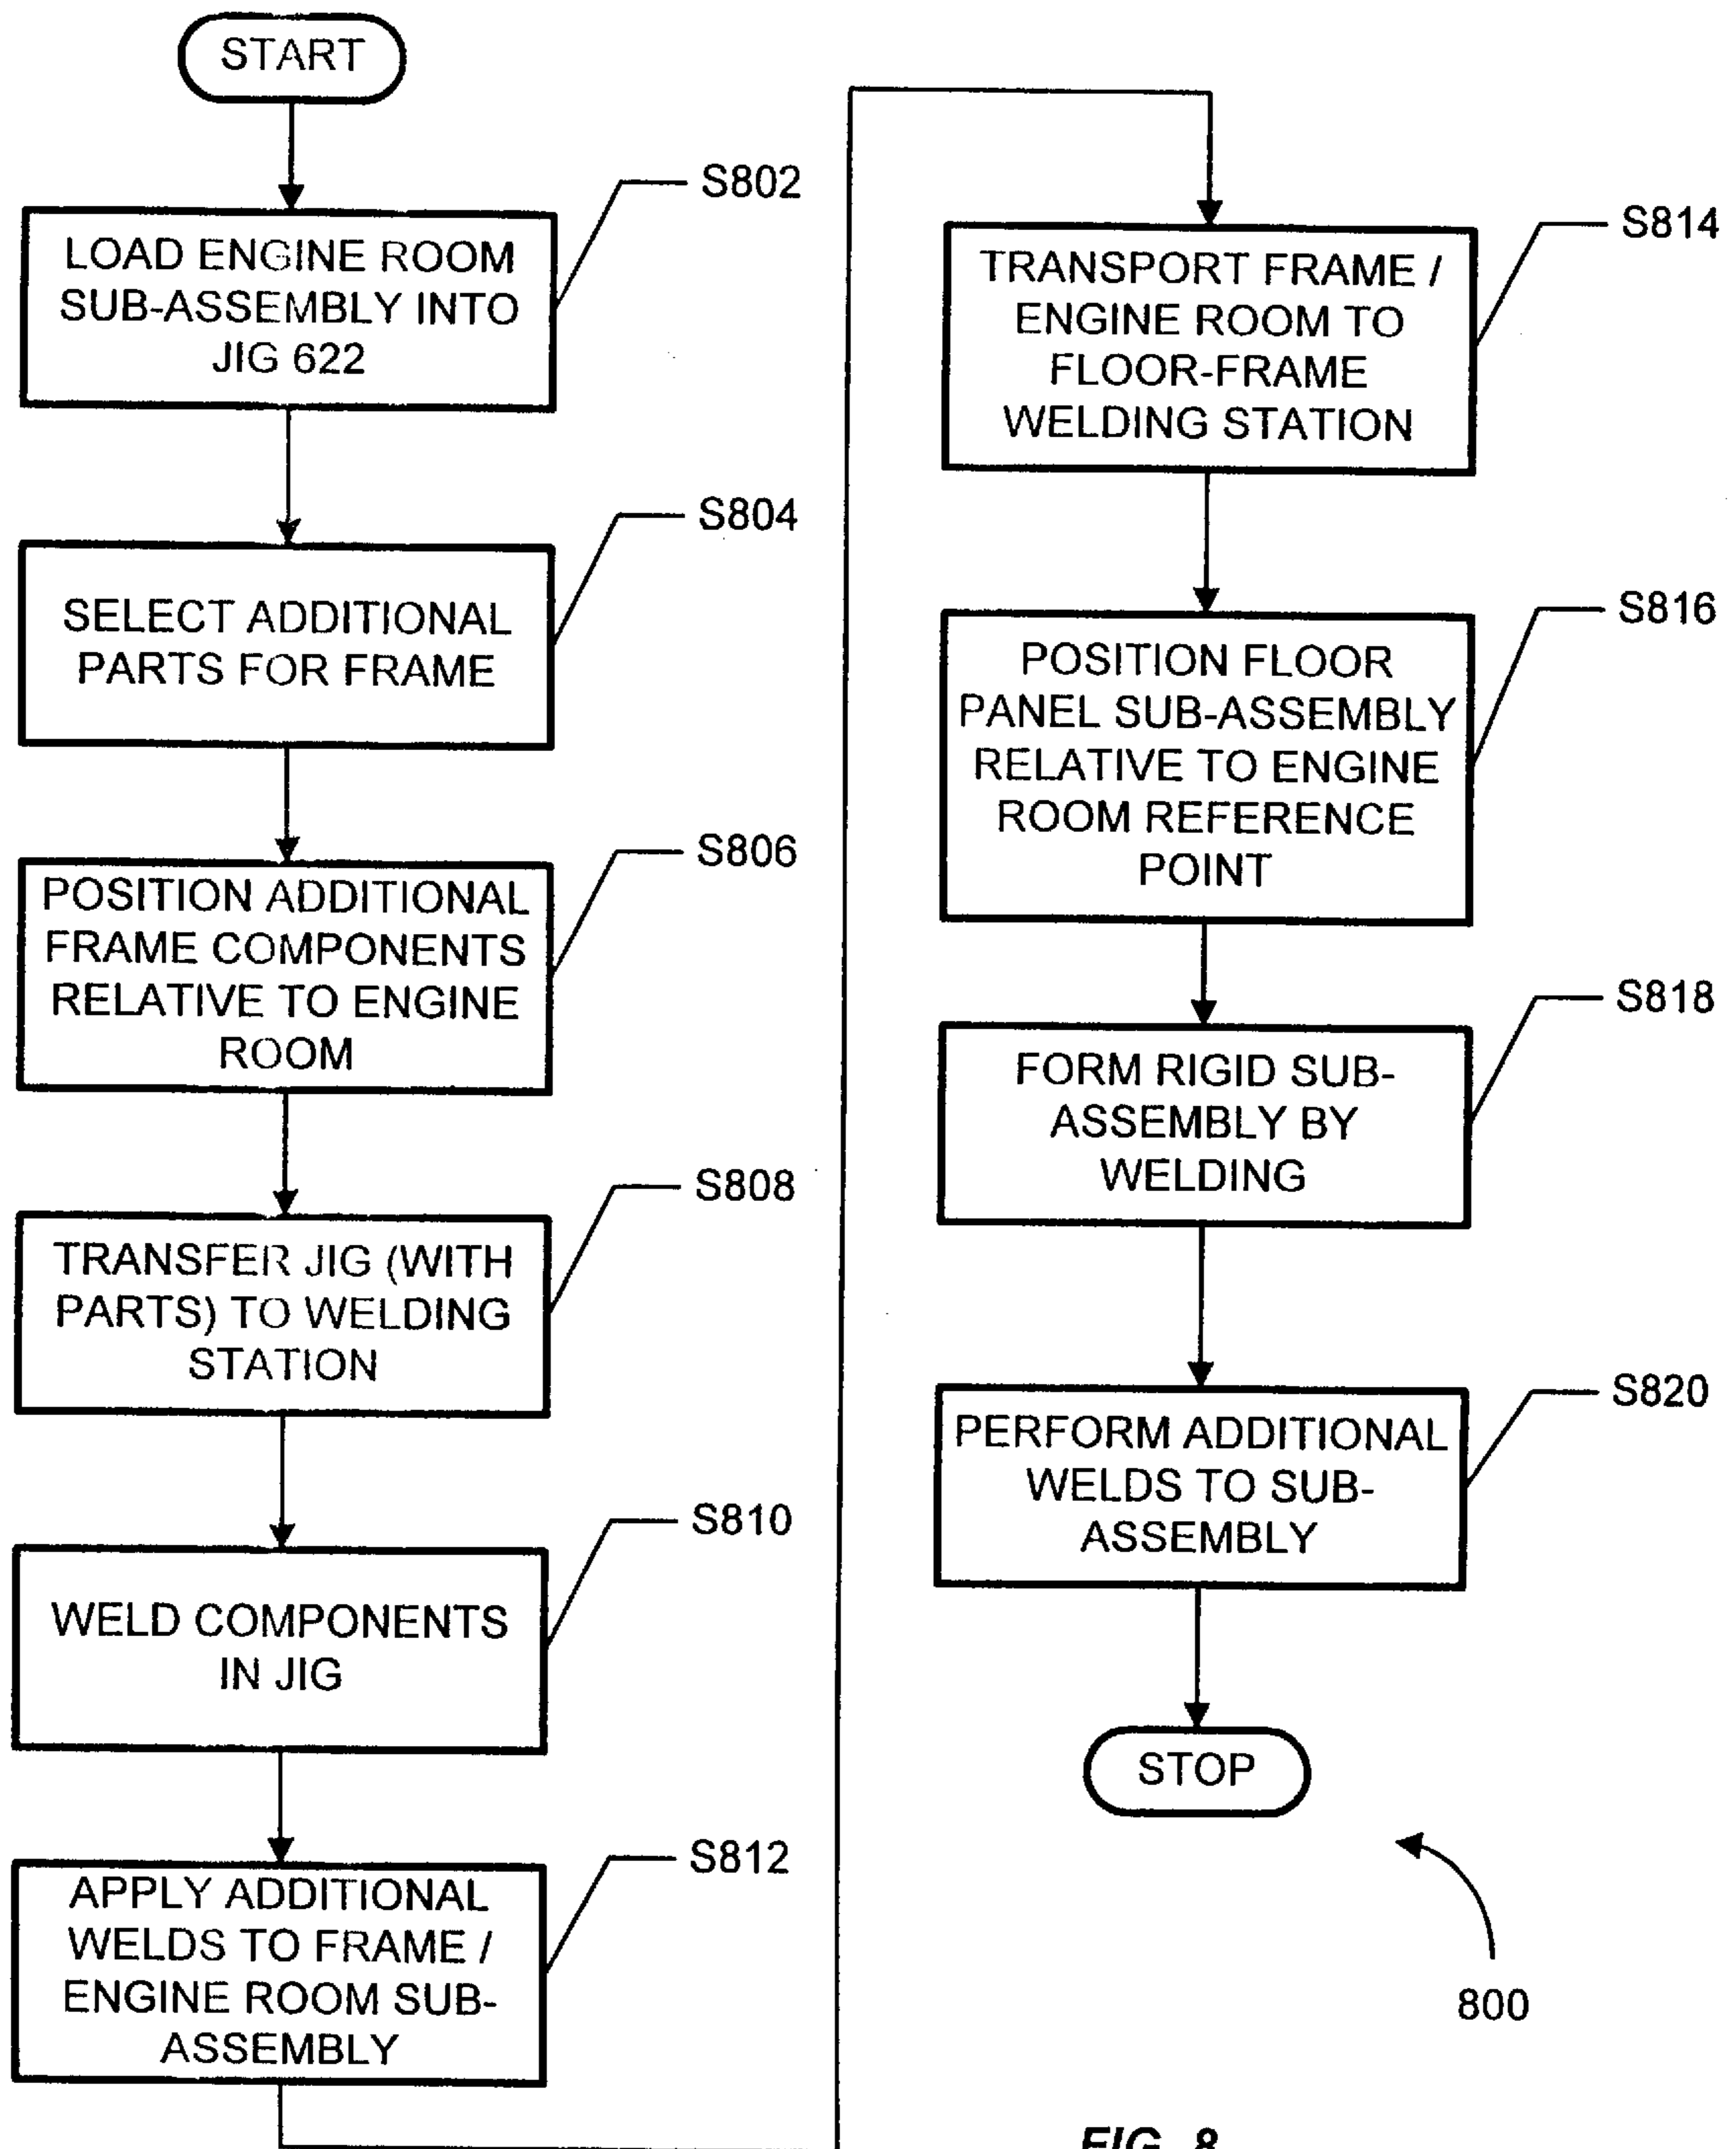 START
S802
LOAD ENGINE ROOM
SUB-ASSEMBLY INTO
JIG 622
S804
SELECT ADDITIONAL
PARTS FOR FRAME
S806
POSITION ADDITIONAL
FRAME COMPONENTS
RELATIVE TO ENGINE
ROOM
S808
TRANSFER JIG (WITH
PARTS) TO WELDING
STATION
S810
WELD COMPONENTS
IN JIG
S812
APPLY ADDITIONAL
WELDS TO FRAME /
ENGINE ROOM SUB-
ASSEMBLY
S814
TRANSPORT FRAME /
ENGINE ROOM TO
FLOOR-FRAME
WELDING STATION
S816
POSITION FLOOR
PANEL SUB-ASSEMBLY
RELATIVE TO ENGINE
ROOM REFERENCE
POINT
S818
FORM RIGID SUB-
ASSEMBLY BY
WELDING
S820
PERFORM ADDITIONAL
WELDS TO SUB-
ASSEMBLY
STOP
800
FIG. 8